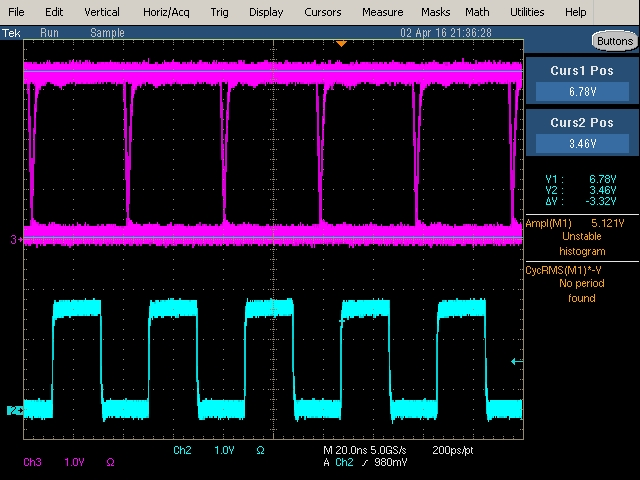 File Edit Vertical Horiz/Acq Trig Display Cursors Measure Masks Math Utilities Help
Tek Run Sample 02 Apr 16 21:36:28 Buttons
Curs1 Pos
6.78V
Curs2 Pos
3.46V
V1 : 6.78V
V2 : 3.46V
ΔV : -3.32V
Ampl(M1) 5.121V
Unstable
histogram
CycRMS(M1)*-V
No period
found
3
2
Ch2 1.0V Ω M 20.0ns 5.0GS/s 200ps/pt
Ch3 1.0V Ω A Ch2 ∕ 980mV